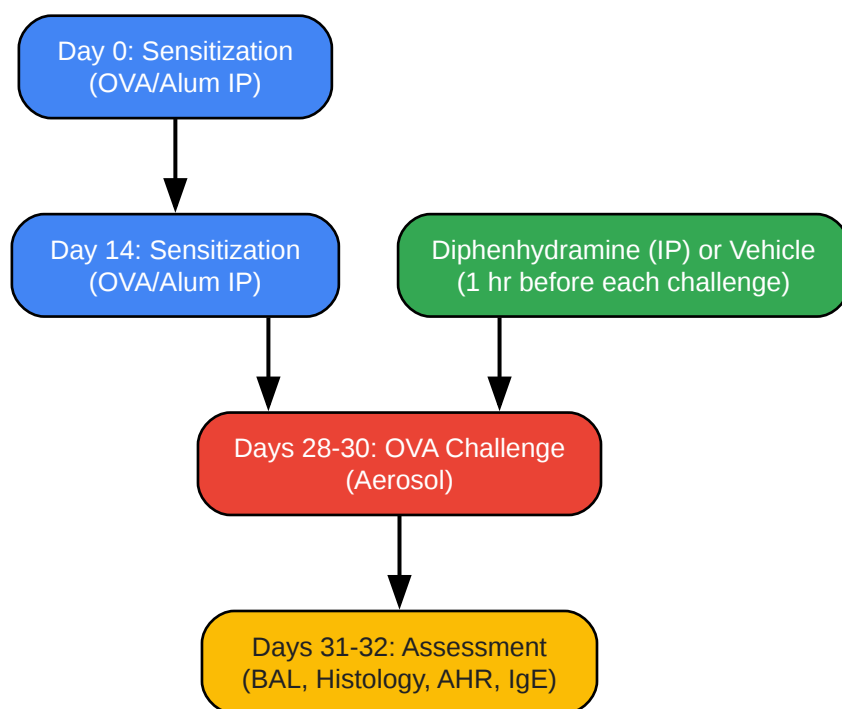 Day 0: Sensitization
(OVA/Alum IP)
Day 14: Sensitization
(OVA/Alum IP)
Diphenhydramine (IP) or Vehicle
(1 hr before each challenge)
Days 28-30: OVA Challenge
(Aerosol)
Days 31-32: Assessment
(BAL, Histology, AHR, IgE)